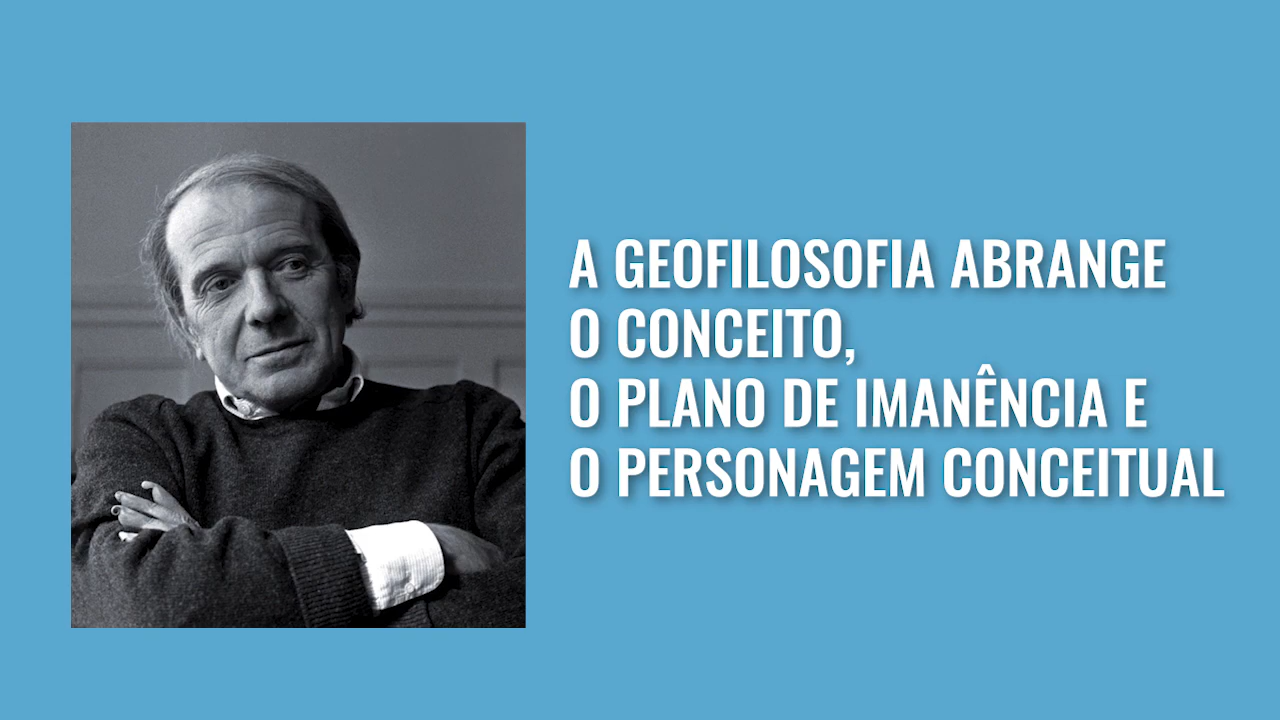 A GEOFILOSOFIA ABRANGE
O CONCEITO,
O PLANO DE IMANÊNCIA E
O PERSONAGEM CONCEITUAL